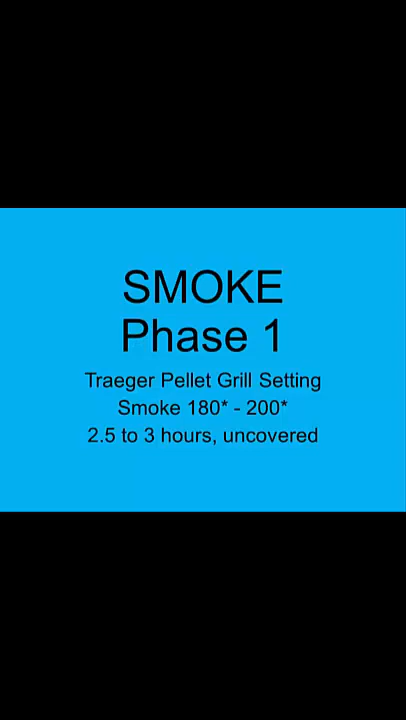 SMOKE
Phase 1
Traeger Pellet Grill Setting
Smoke 180* - 200*
2.5 to 3 hours, uncovered